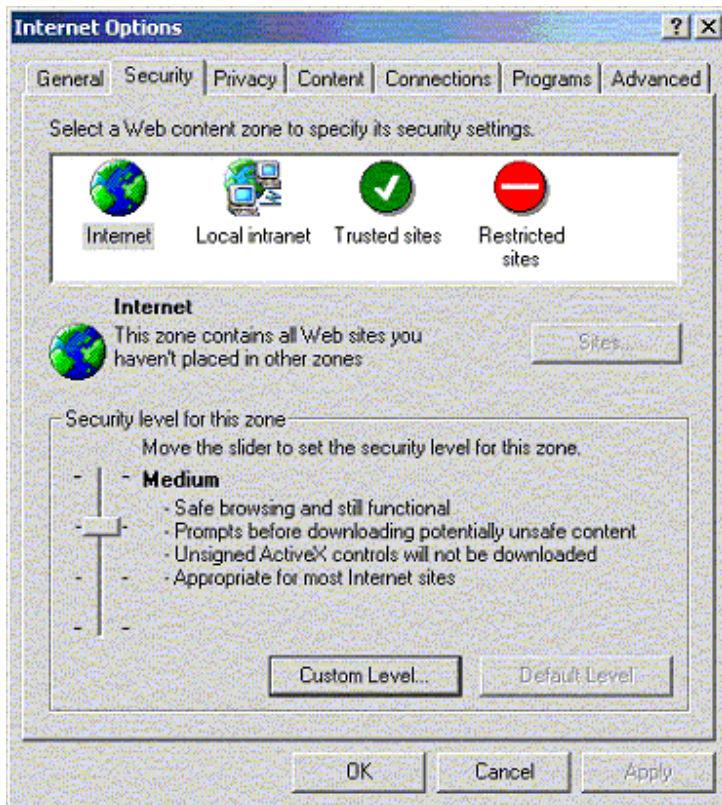 Internet Options
General Security Privacy Content Connections Programs Advanced
Select a Web content zone to specify its security settings.
Internet Local intranet Trusted sites Restricted sites
Internet
This zone contains all Web sites you
haven't placed in other zones
Sites...
Security level for this zone
Move the slider to set the security level for this zone.
Medium
- Safe browsing and still functional
- Prompts before downloading potentially unsafe content
- Unsigned ActiveX controls will not be downloaded
- Appropriate for most Internet sites
Custom Level... Default Level
OK Cancel Apply